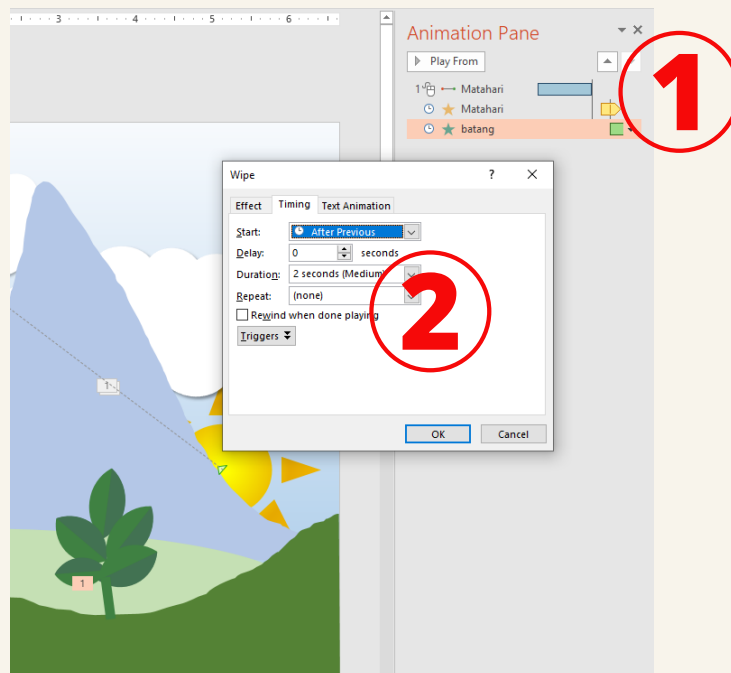 3 4 5 6
Animation Pane
Play From
1 Matahari
Matahari
batang
1
Wipe ?
Effect Timing Text Animation
Start: After Previous
Delay: 0 seconds
Duration: 2 seconds (Medium)
Repeat: (none)
Rewind when done playing
Triggers
2
OK Cancel
1
1